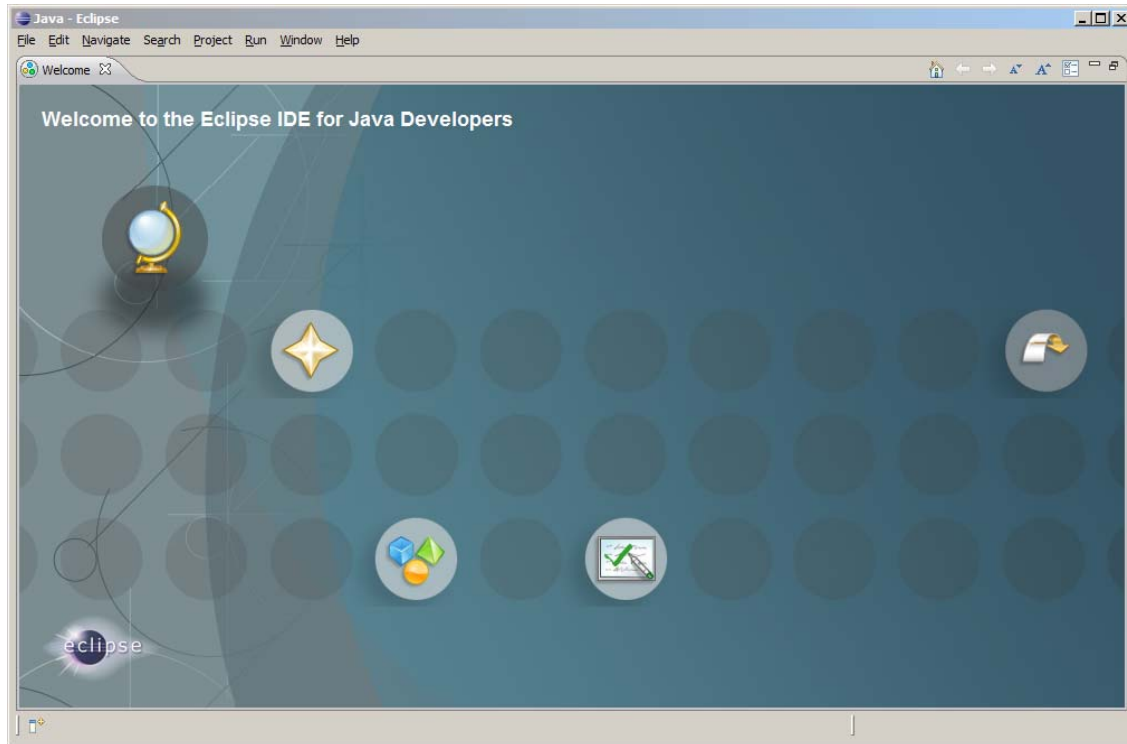 Java - Eclipse
File Edit Navigate Search Project Run Window Help
Welcome
Welcome to the Eclipse IDE for Java Developers
eclipse